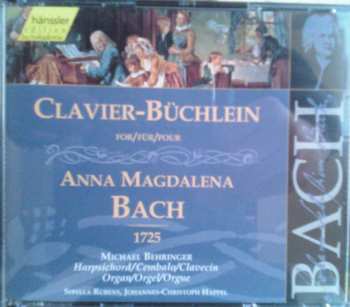 hänssler
EDITION
CLAVIER-BÜCHLEIN
FOR/FÜR/POUR
ANNA MAGDALENA
BACH
1725
MICHAEL BEHRINGER
Harpsichord/Cembalo/Clavecin
Organ/Orgel/Orgue
SIBYLLA RUBENS, JOHANNES-CHRISTOPH HAPPEL
BACH